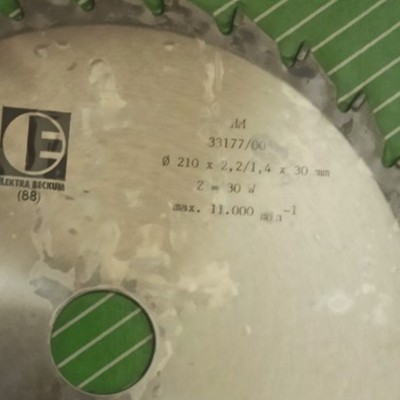 33177/00
Ø 210 x 2,2/1,4 x 30 mm
Z = 30 W
max. 11.000 min⁻¹
E
ELEKTRA BECKUM
(88)